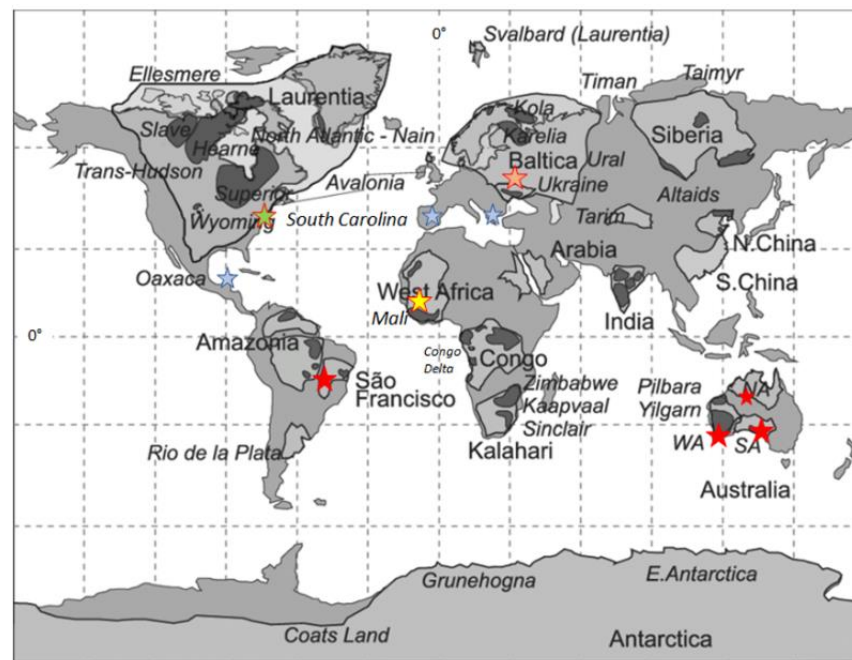 0°
Svalbard (Laurentia)
Ellesmere
Laurentia
Timan
Taimyr
Slave
Hearne
North Atlantic - Nain
Kola
Karelia
Siberia
Trans-Hudson
Superior
Avalonia
Baltica
Ural
Ukraine
Altaids
Wyoming
South Carolina
Tarim
N.China
Arabia
S.China
Oaxaca
West Africa
Mali
India
0°
Amazonia
Congo
Delta
Congo
São
Francisco
Zimbabwe
Kaapvaal
Sinclair
Kalahari
Pilbara
Yilgarn
NA
WA
SA
Rio de la Plata
Australia
Grunehogna
E.Antarctica
Coats Land
Antarctica